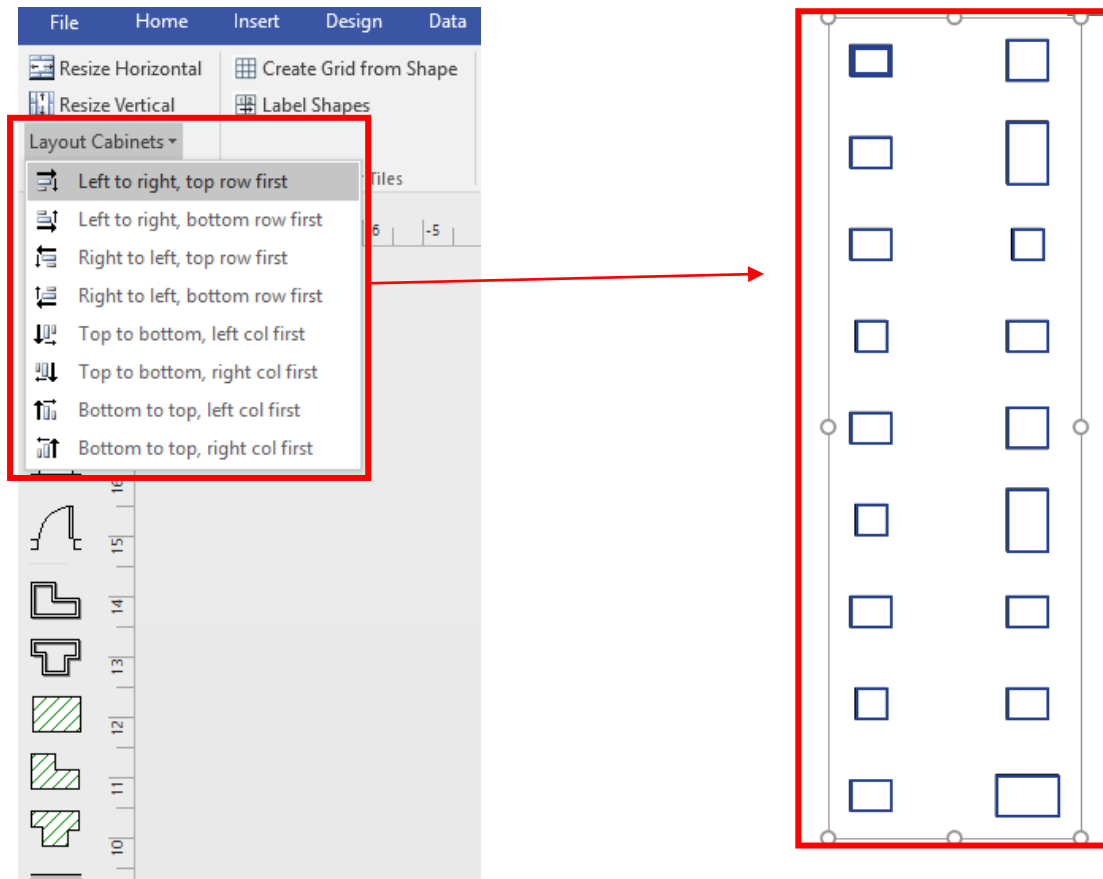 File Home Insert Design Data
Resize Horizontal Create Grid from Shape
Resize Vertical Label Shapes
Layout Cabinets
Tiles
Left to right, top row first
Left to right, bottom row first
Right to left, top row first
Right to left, bottom row first
Top to bottom, left col first
Top to bottom, right col first
Bottom to top, left col first
Bottom to top, right col first
6 -5
16
15
14
13
12
11
10